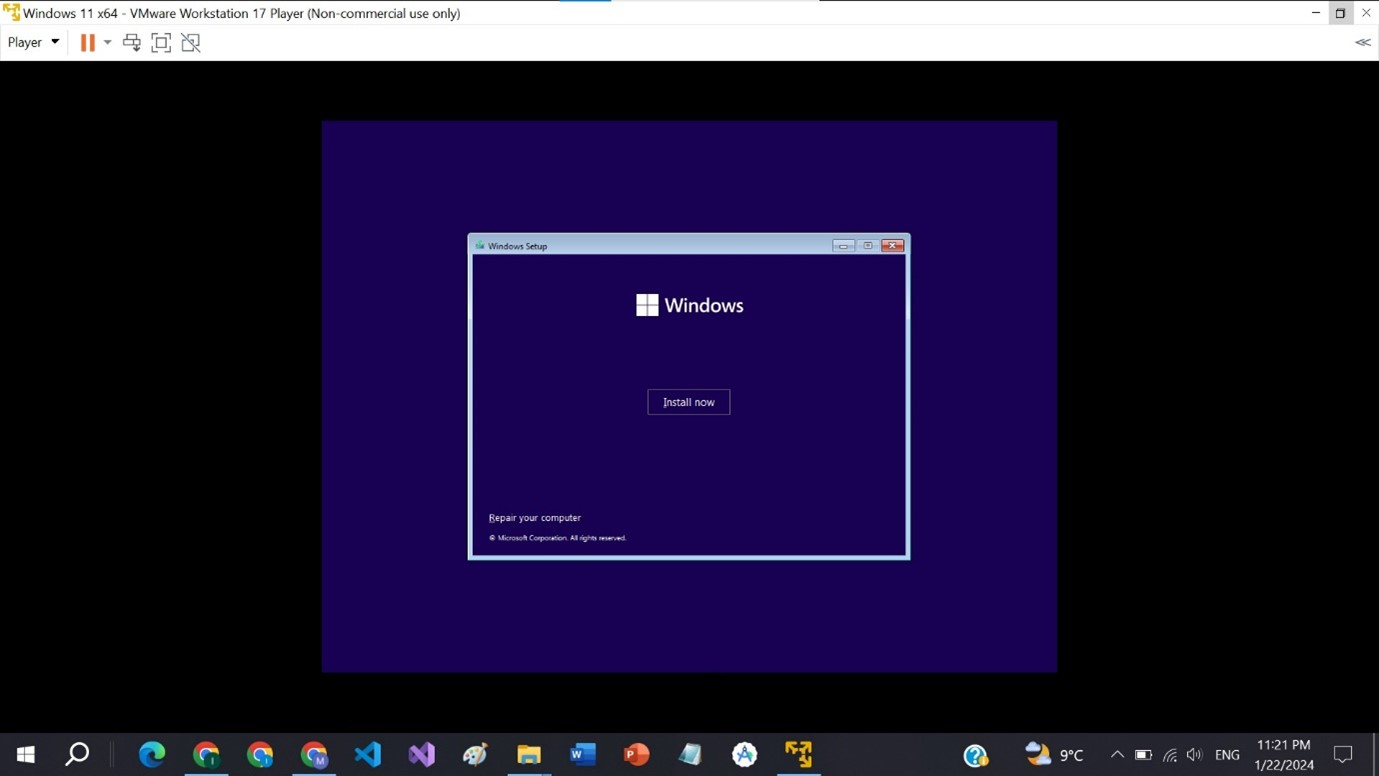 Windows 11 x64 - VMware Workstation 17 Player (Non-commercial use only)
Player
Windows Setup
Windows
Install now
Repair your computer
© Microsoft Corporation. All rights reserved.
9°C
ENG
11:21 PM
1/22/2024